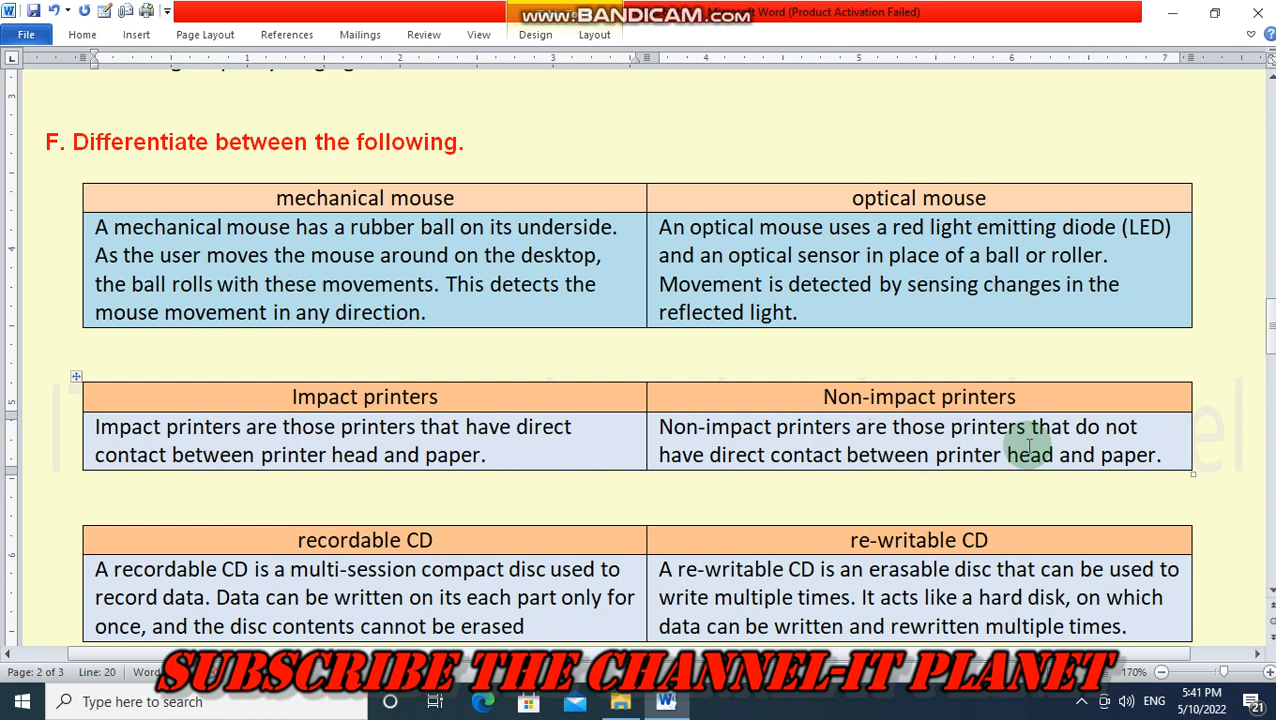 www.BANDICAM.com
Microsoft Word (Product Activation Failed)
File Home Insert Page Layout References Mailings Review View Design Layout
1 2 3 4 5 6 7
F. Differentiate between the following.
mechanical mouse
optical mouse
A mechanical mouse has a rubber ball on its underside.
As the user moves the mouse around on the desktop,
the ball rolls with these movements. This detects the
mouse movement in any direction.
An optical mouse uses a red light emitting diode (LED)
and an optical sensor in place of a ball or roller.
Movement is detected by sensing changes in the
reflected light.
Impact printers
Non-impact printers
Impact printers are those printers that have direct
contact between printer head and paper.
Non-impact printers are those printers that do not
have direct contact between printer head and paper.
recordable CD
re-writable CD
A recordable CD is a multi-session compact disc used to
record data. Data can be written on its each part only for
once, and the disc contents cannot be erased
A re-writable CD is an erasable disc that can be used to
write multiple times. It acts like a hard disk, on which
data can be written and rewritten multiple times.
Page: 2 of 3 Line: 20 170%
SUBSCRIBE THE CHANNEL-IT PLANET
Type here to search
ENG
5:41 PM
5/10/2022
21